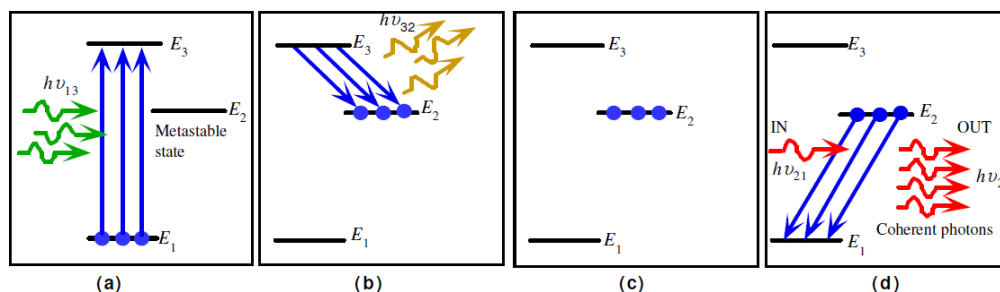 E₃
hυ₁₃
E₂
Metastable
state
E₁
(a)
hυ₃₂
E₃
E₂
E₁
(b)
E₃
E₂
E₁
(c)
E₃
E₂
IN
OUT
hυ₂₁
hυ₂
E₁
Coherent photons
(d)